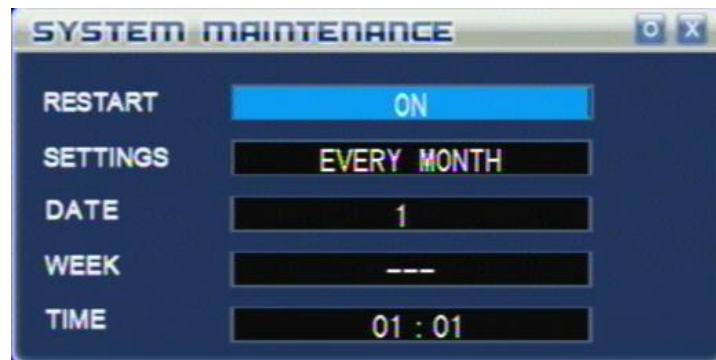 SYSTEM MAINTENANCE O X
RESTART ON
SETTINGS EVERY MONTH
DATE 1
WEEK ---
TIME 01 : 01